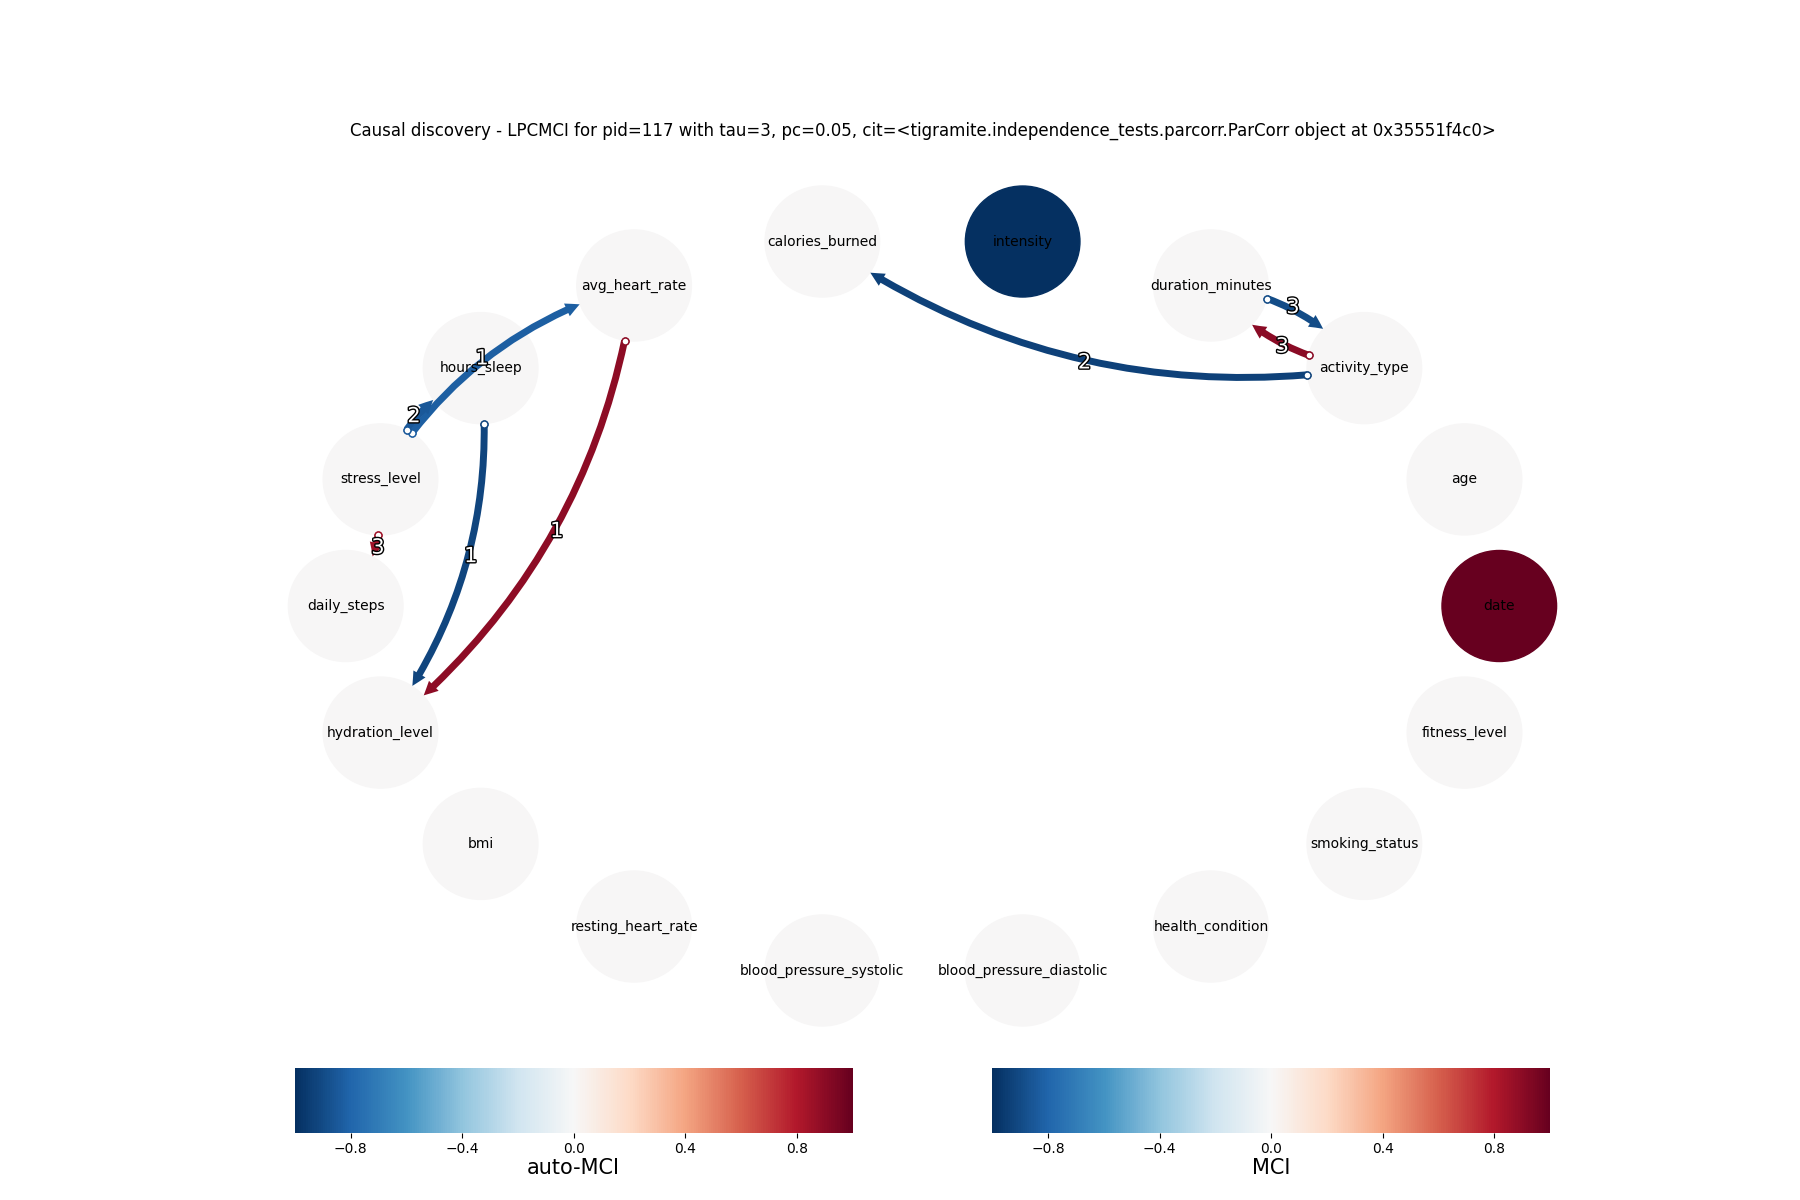 Causal discovery - LPCMCI for pid=117 with tau=3, pc=0.05, cit=<tigramite.independence_tests.parcorr.ParCorr object at 0x35551f4c0>
calories_burned
intensity
avg_heart_rate
duration_minutes
3
3
1
hours_sleep
2
activity_type
2
stress_level
age
1
3
1
daily_steps
date
hydration_level
fitness_level
bmi
smoking_status
resting_heart_rate
health_condition
blood_pressure_systolic
blood_pressure_diastolic
−0.8 −0.4 0.0 0.4 0.8
auto-MCI
−0.8 −0.4 0.0 0.4 0.8
MCI